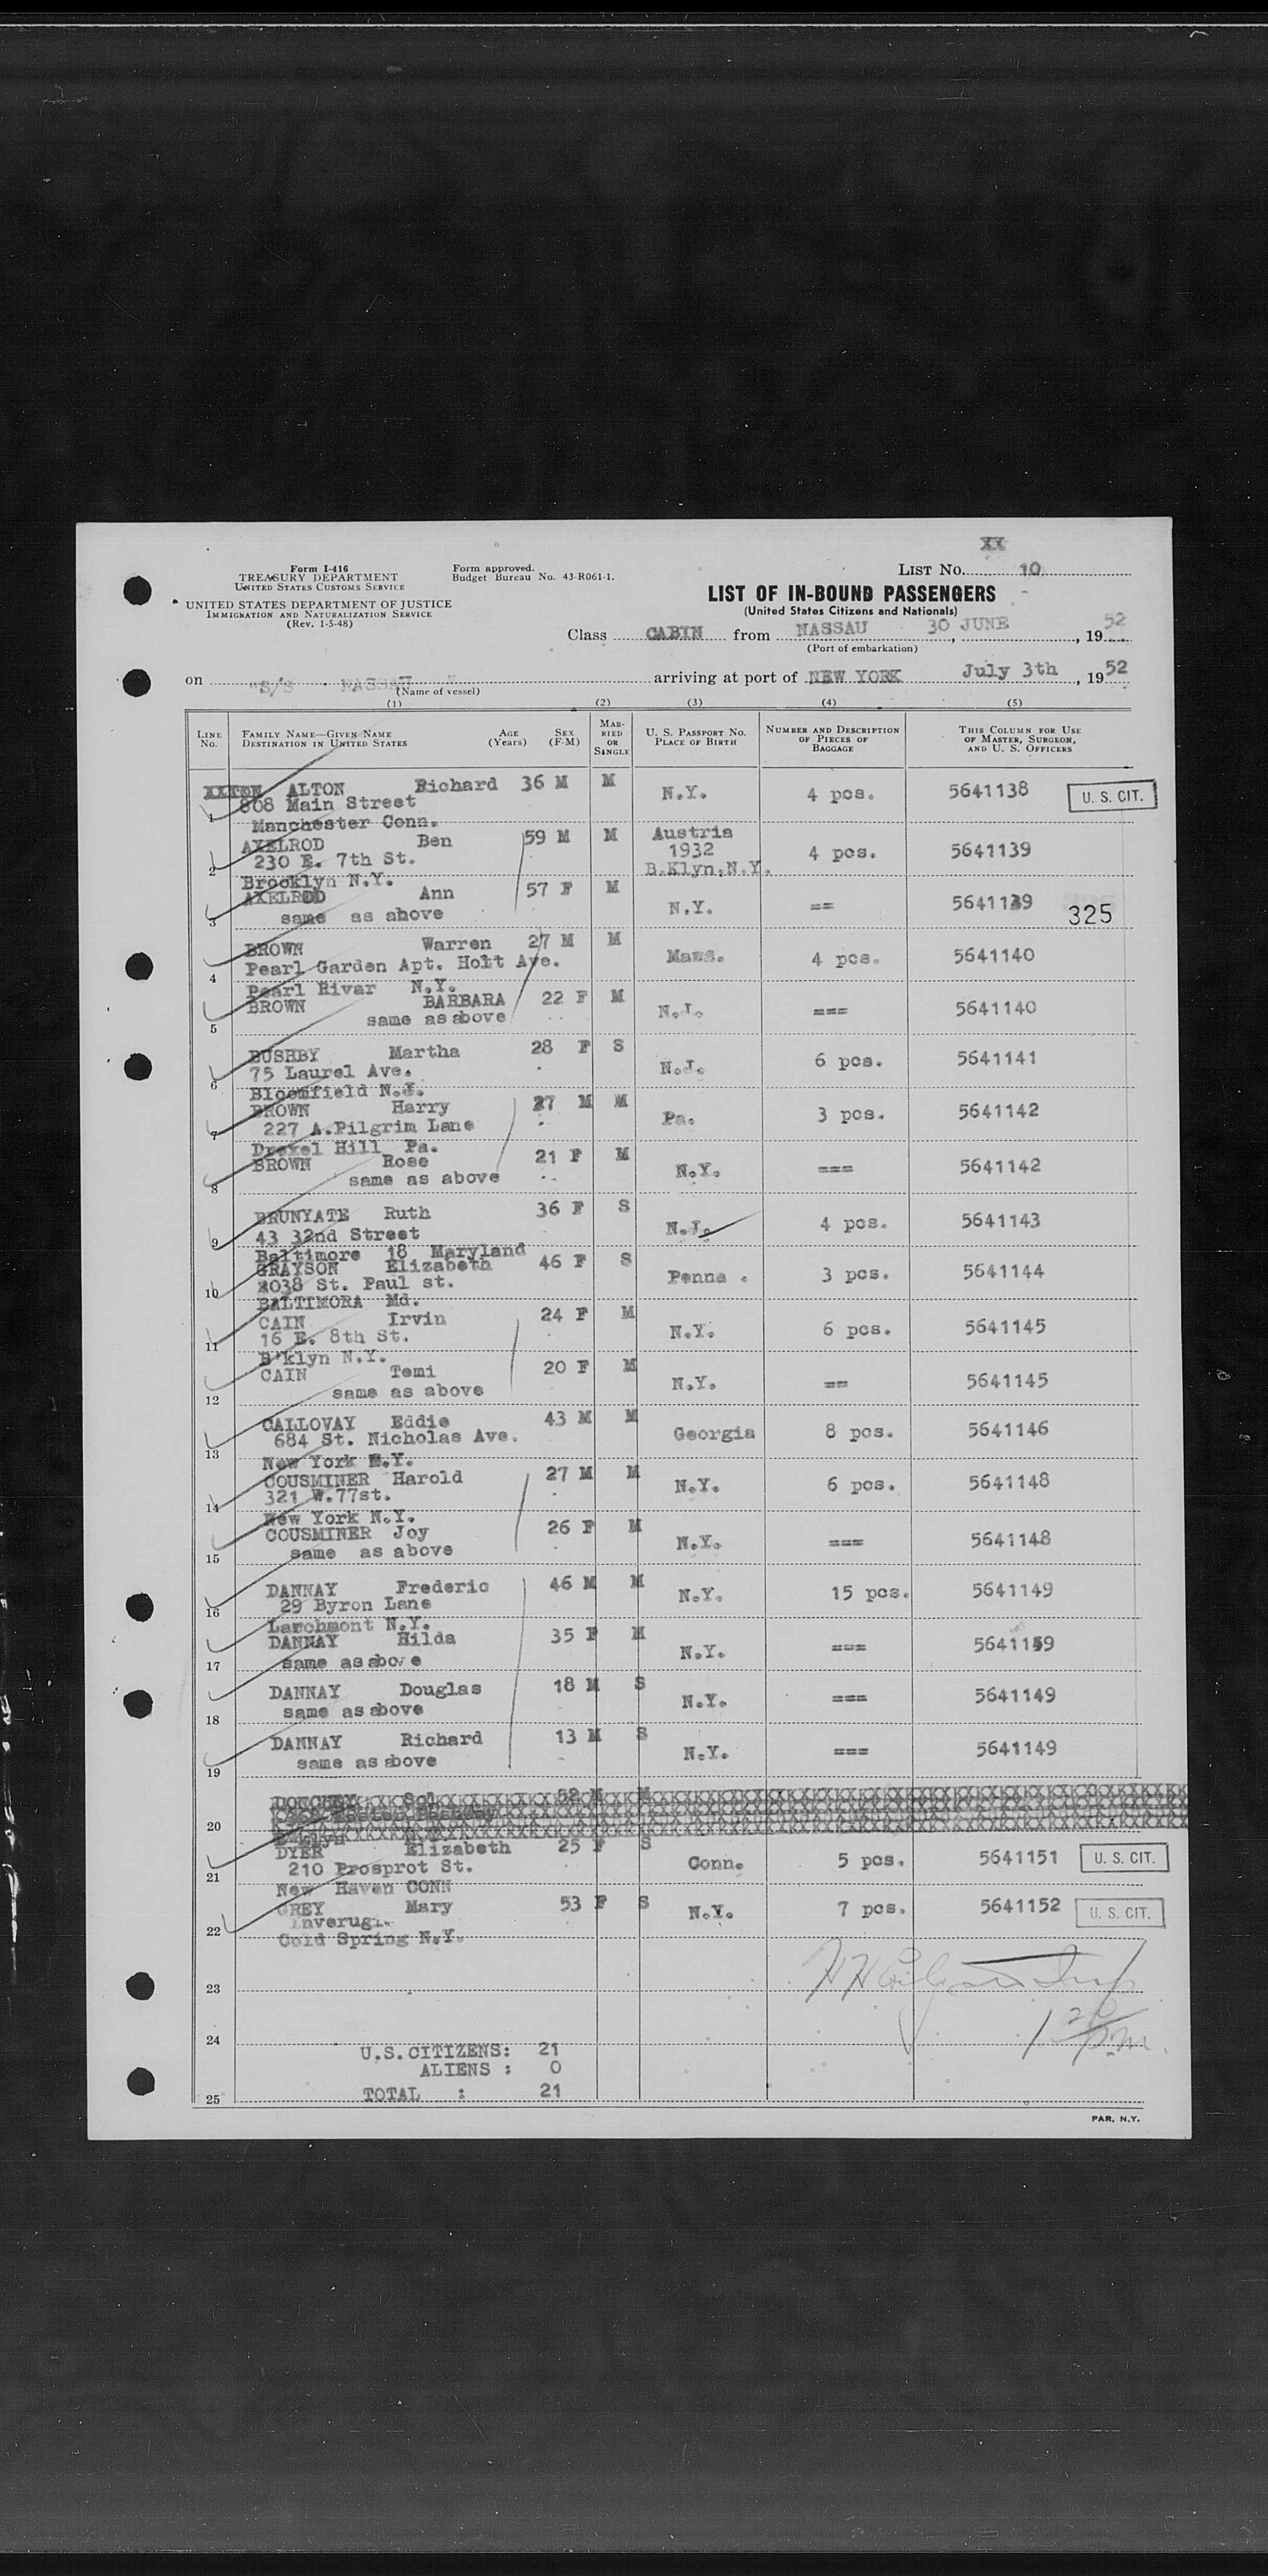 XX
Form I-416
TREASURY DEPARTMENT
UNITED STATES CUSTOMS SERVICE
UNITED STATES DEPARTMENT OF JUSTICE
IMMIGRATION AND NATURALIZATION SERVICE
(Rev. 1-5-48)
Form approved.
Budget Bureau No. 43-R061-1.
LIST No. 10
LIST OF IN-BOUND PASSENGERS
(United States Citizens and Nationals)
Class CABIN from NASSAU 30 JUNE, 1952
(Port of embarkation)
on "S/S NASSAU" arriving at port of NEW YORK July 3th, 1952
(Name of vessel)
(1) (2) (3) (4) (5)
LINE No. FAMILY NAME—GIVEN NAME DESTINATION IN UNITED STATES AGE (Years) SEX (F-M) MARRIED OR SINGLE U. S. PASSPORT NO. PLACE OF BIRTH NUMBER AND DESCRIPTION OF PIECES OF BAGGAGE THIS COLUMN FOR USE OF MASTER, SURGEON, AND U. S. OFFICERS
ALTON Richard 36 M M N.Y. 4 pcs. 5641138 U. S. CIT.
808 Main Street
1 Manchester Conn.
AXELROD Ben 59 M M Austria 1932 B.Klyn.N.Y. 4 pcs. 5641139
2 230 E. 7th St.
Brooklyn N.Y.
AXELROD Ann 57 F M N.Y. == 5641139 325
3 same as above
BROWN Warren 27 M M Mass. 4 pcs. 5641140
Pearl Garden Apt. Holt Ave.
4 Pearl Rivar N.Y.
BROWN BARBARA 22 F M N.J. === 5641140
5 same as above
BUSHBY Martha 28 F S N.J. 6 pcs. 5641141
75 Laurel Ave.
6 Bloomfield N.J.
BROWN Harry 27 M M Pa. 3 pcs. 5641142
7 227 A.Pilgrim Lane
Drexel Hill Pa.
BROWN Rose 21 F M N.Y. === 5641142
8 same as above
BRUNYATE Ruth 36 F S N.J. 4 pcs. 5641143
9 43 32nd Street
Baltimore 18 Maryland
GRAYSON Elizabeth 46 F S Penna . 3 pcs. 5641144
10 2038 St. Paul st.
BALTIMORA Md.
CAIN Irvin 24 F M N.Y. 6 pcs. 5641145
11 16 E. 8th St.
B'klyn N.Y.
CAIN Temi 20 F M N.Y. == 5641145
12 same as above
CALLOVAY Eddie 43 M M Georgia 8 pcs. 5641146
13 684 St. Nicholas Ave.
New York N.Y.
COUSMINER Harold 27 M M N.Y. 6 pcs. 5641148
14 321 W.77st.
New York N.Y.
COUSMINER Joy 26 F M N.Y. === 5641148
15 same as above
DANNAY Frederic 46 M M N.Y. 15 pcs. 5641149
16 29 Byron Lane
Larchmont N.Y.
DANNAY Hilda 35 F M N.Y. === 5641149
17 same as above
DANNAY Douglas 18 M S N.Y. === 5641149
18 same as above
DANNAY Richard 13 M S N.Y. === 5641149
19 same as above
Sol 52 M M
20
DYER Elizabeth 25 F S Conn. 5 pcs. 5641151 U. S. CIT.
21 210 Prosprot St.
New Haven CONN
GREY Mary 53 F S N.Y. 7 pcs. 5641152 U. S. CIT.
22
Cold Spring N.Y.
23
24
U.S.CITIZENS: 21
ALIENS : 0
25 TOTAL : 21
PAR, N.Y.